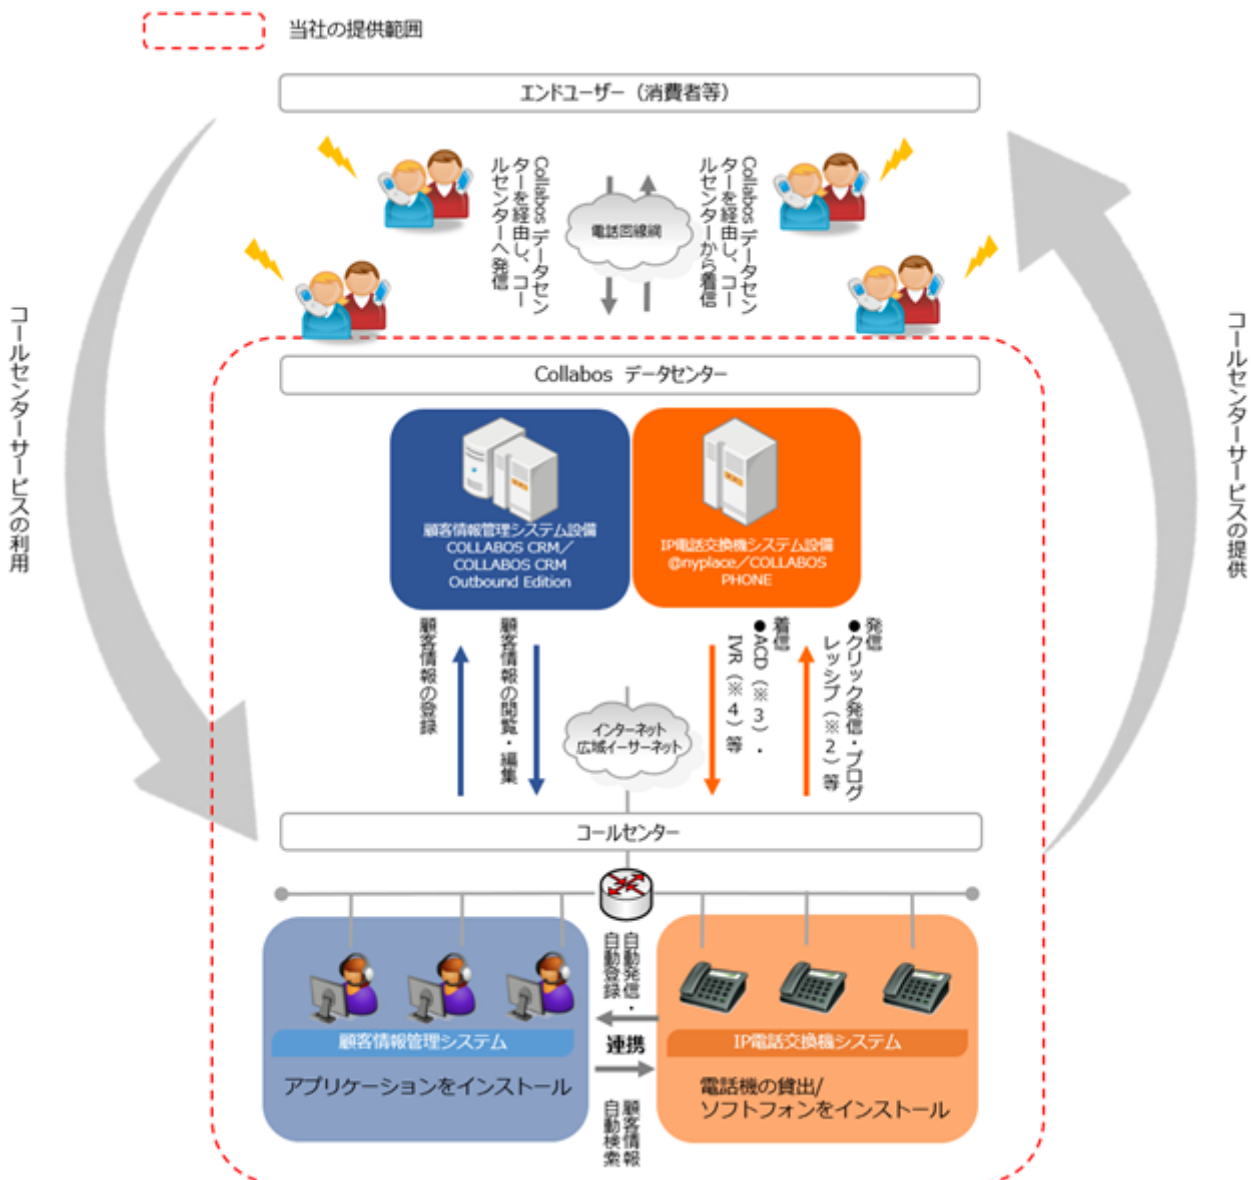 当社の提供範囲
エンドユーザー（消費者等）
Collabos データセン
ターを経由し、コー
ルセンターへ発信
電話回線網
Collabos データセン
ターを経由し、コー
ルセンターから着信
コールセンターサービスの利用
コールセンターサービスの提供
Collabos データセンター
顧客情報管理システム設備
COLLABOS CRM／
COLLABOS CRM
Outbound Edition
IP電話交換機システム設備
@nyplace／COLLABOS
PHONE
顧客情報の登録
顧客情報の閲覧・編集
インターネット
広域イーサーネット
着信
●ACD（※3）・
IVR（※4）等
発信
●クリック発信・プログ
レッシブ（※2）等
コールセンター
自動発信・
自動登録
連携
顧客情報
自動検索
顧客情報管理システム
アプリケーションをインストール
IP電話交換機システム
電話機の貸出/
ソフトフォンをインストール